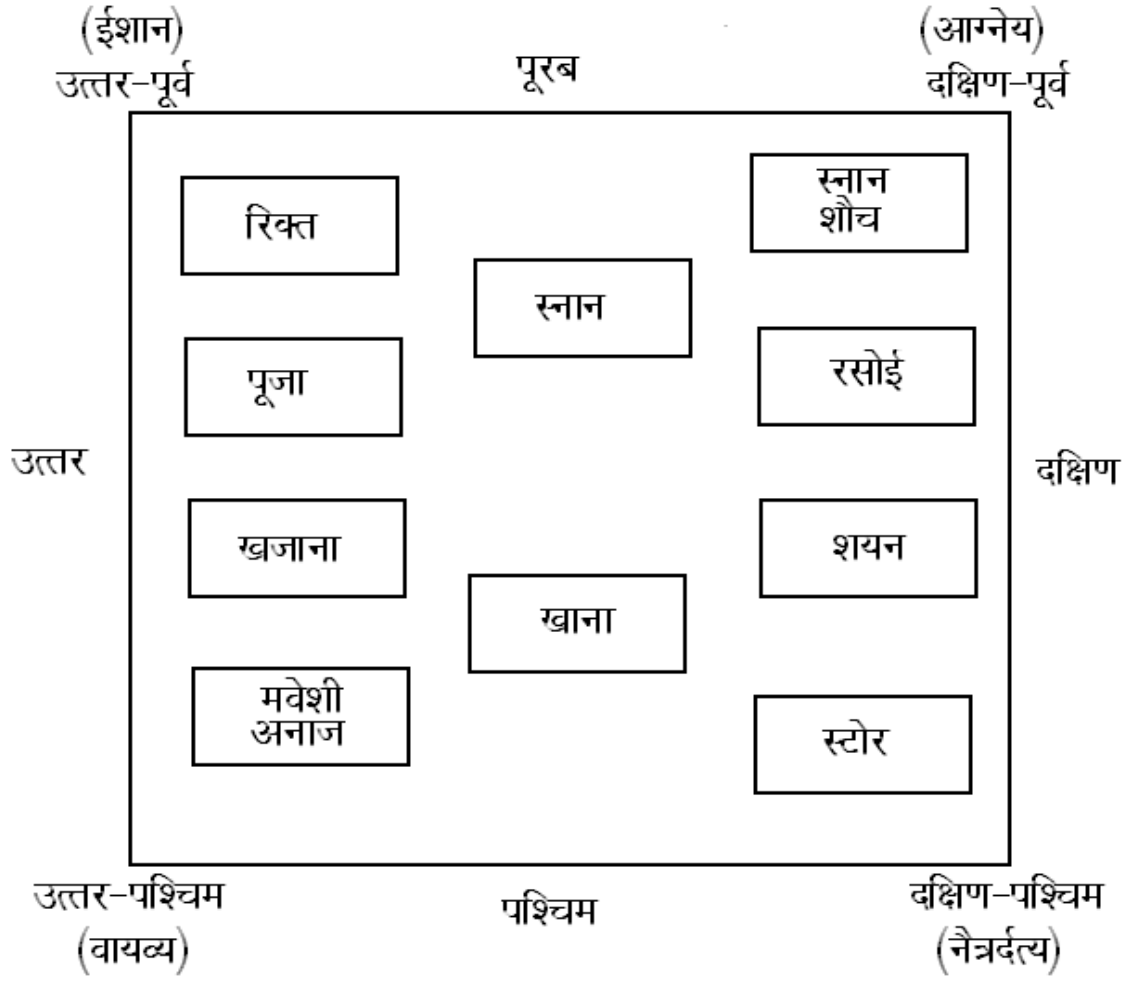 (ईशान)
उत्तर-पूर्व
पूरब
(आग्नेय)
दक्षिण-पूर्व
रिक्त
स्नान
शौच
स्नान
पूजा
रसोई
उत्तर
दक्षिण
खजाना
शयन
खाना
मवेशी
अनाज
स्टोर
उत्तर-पश्चिम
(वायव्य)
पश्चिम
दक्षिण-पश्चिम
(नैत्रर्दत्य)